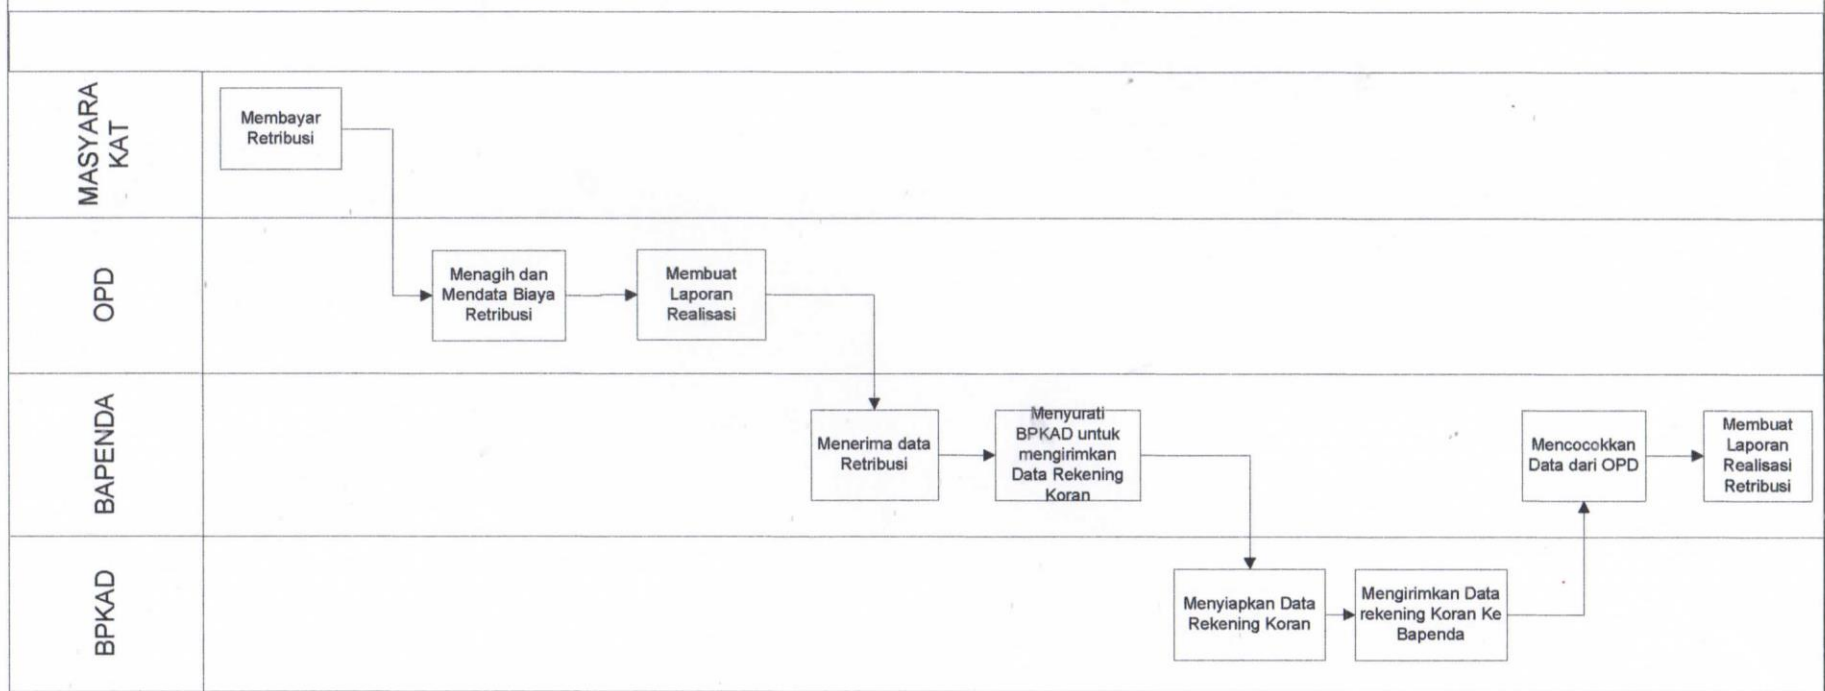 MASYARA
KAT
Membayar
Retribusi
OPD
Menagih dan
Mendata Biaya
Retribusi
Membuat
Laporan
Realisasi
BAPENDA
Menerima data
Retribusi
Menyurati
BPKAD untuk
mengirimkan
Data Rekening
Koran
Mencocokkan
Data dari OPD
Membuat
Laporan
Realisasi
Retribusi
BPKAD
Menyiapkan Data
Rekening Koran
Mengirimkan Data
rekening Koran Ke
Bapenda